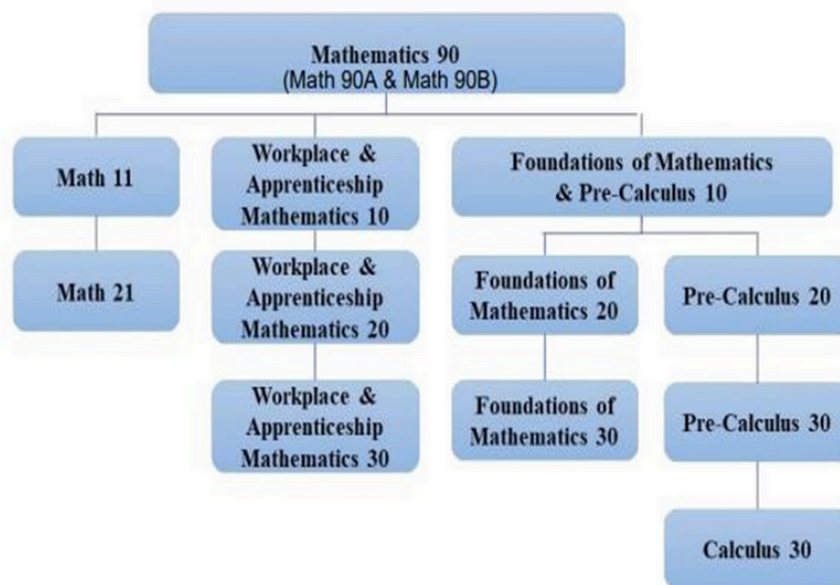 Mathematics 90
(Math 90A & Math 90B)
Math 11
Workplace &
Apprenticeship
Mathematics 10
Foundations of Mathematics
& Pre-Calculus 10
Math 21
Workplace &
Apprenticeship
Mathematics 20
Foundations of
Mathematics 20
Pre-Calculus 20
Workplace &
Apprenticeship
Mathematics 30
Foundations of
Mathematics 30
Pre-Calculus 30
Calculus 30